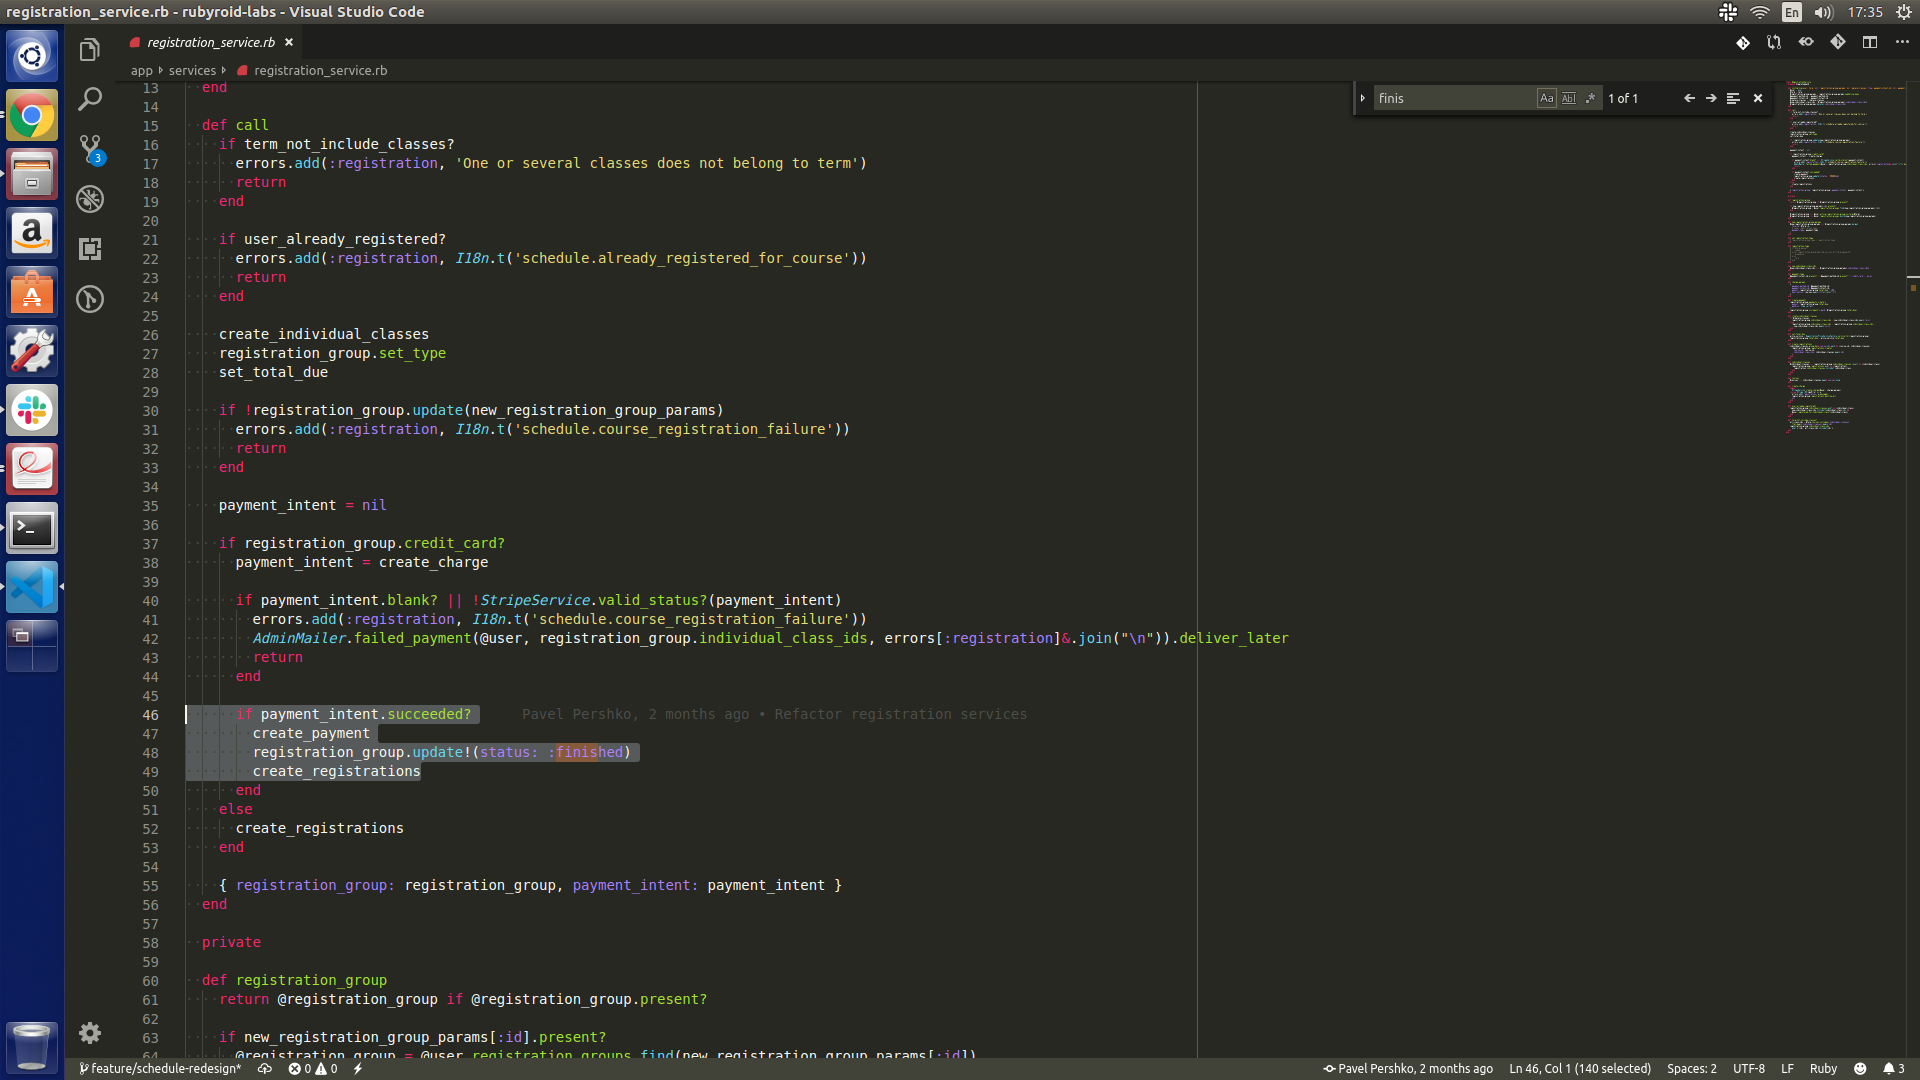 registration_service.rb - rubyroid-labs - Visual Studio Code
En
17:35
registration_service.rb
app services registration_service.rb
finis Aa Abl .* 1 of 1
13 end
14
15 def call
16 if term_not_include_classes?
17 errors.add(:registration, 'One or several classes does not belong to term')
18 return
19 end
20
21 if user_already_registered?
22 errors.add(:registration, I18n.t('schedule.already_registered_for_course'))
23 return
24 end
25
26 create_individual_classes
27 registration_group.set_type
28 set_total_due
29
30 if !registration_group.update(new_registration_group_params)
31 errors.add(:registration, I18n.t('schedule.course_registration_failure'))
32 return
33 end
34
35 payment_intent = nil
36
37 if registration_group.credit_card?
38 payment_intent = create_charge
39
40 if payment_intent.blank? || !StripeService.valid_status?(payment_intent)
41 errors.add(:registration, I18n.t('schedule.course_registration_failure'))
42 AdminMailer.failed_payment(@user, registration_group.individual_class_ids, errors[:registration]&.join("\n")).deliver_later
43 return
44 end
45
46 if payment_intent.succeeded? Pavel Pershko, 2 months ago • Refactor registration services
47 create_payment
48 registration_group.update!(status: :finished)
49 create_registrations
50 end
51 else
52 create_registrations
53 end
54
55 { registration_group: registration_group, payment_intent: payment_intent }
56 end
57
58 private
59
60 def registration_group
61 return @registration_group if @registration_group.present?
62
63 if new_registration_group_params[:id].present?
64 @registration_group = @user.registration_groups.find(new_registration_group_params[:id])
3
feature/schedule-redesign* 0 0 Pavel Pershko, 2 months ago Ln 46, Col 1 (140 selected) Spaces: 2 UTF-8 LF Ruby 3